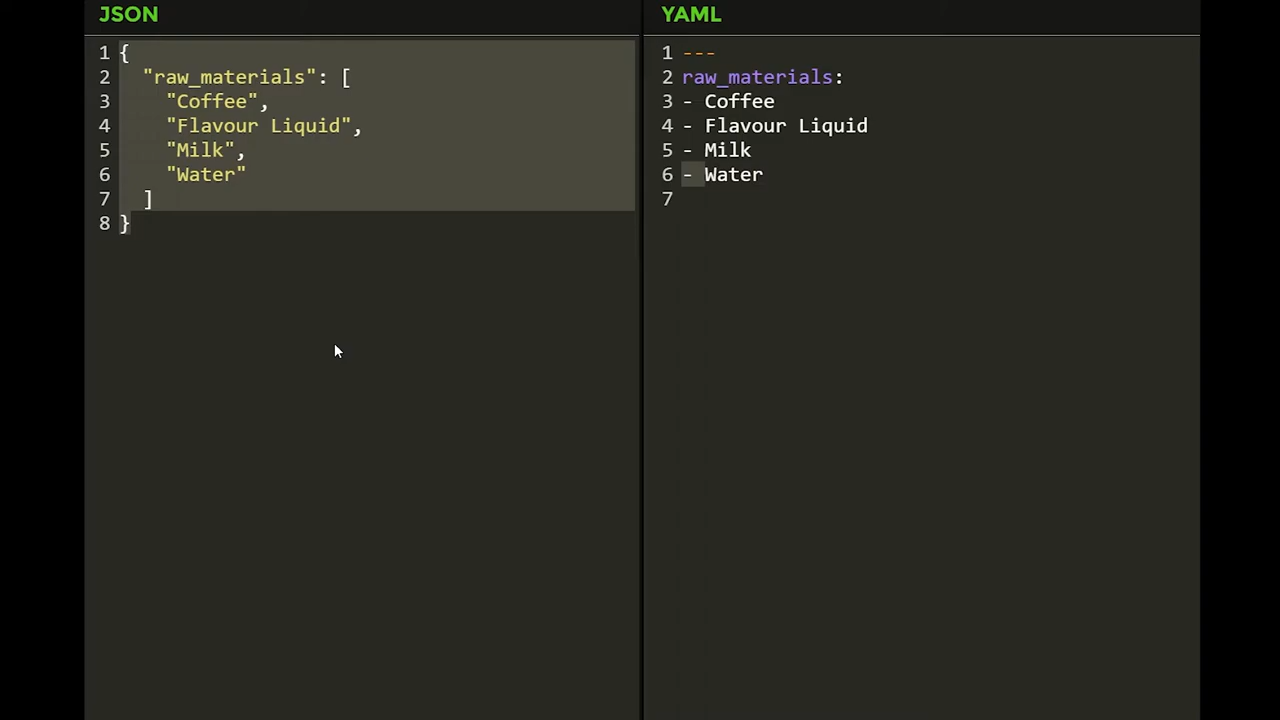 JSON
1 {
2   "raw_materials": [
3     "Coffee",
4     "Flavour Liquid",
5     "Milk",
6     "Water"
7   ]
8 }
YAML
1 ---
2 raw_materials:
3 - Coffee
4 - Flavour Liquid
5 - Milk
6 - Water
7